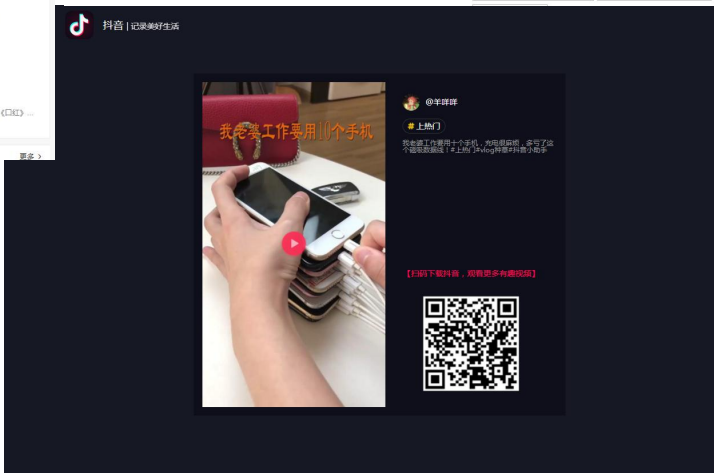 抖音 | 记录美好生活
《口红》 ...
更多 >
我老婆工作要用10个手机
@羊咩咩
# 上热门
我老婆工作要用十个手机，充电很麻烦，多亏了这
个磁吸数据线！#上热门#vlog种草#抖音小助手
【扫码下载抖音，观看更多有趣视频】